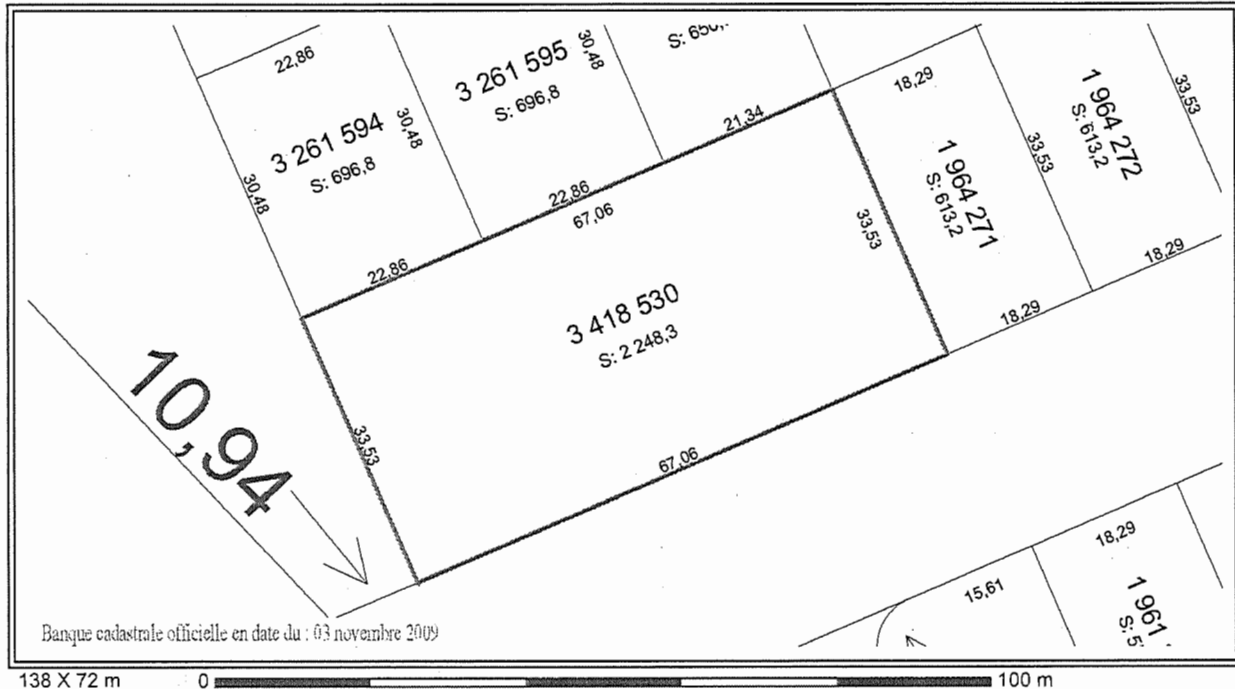 22,86
3 261 594
S: 696,8
30,48
30,48
3 261 595
S: 696,8
30,48
22,86
22,86
21,34
67,06
18,29
1 964 271
S: 613,2
33,53
33,53
1 964 272
S: 613,2
33,53
18,29
18,29
3 418 530
S: 2 248,3
33,53
67,06
10,94
18,29
15,61
1 961
S: 5
Banque cadastrale officielle en date du : 03 novembre 2009
138 X 72 m 0 100 m